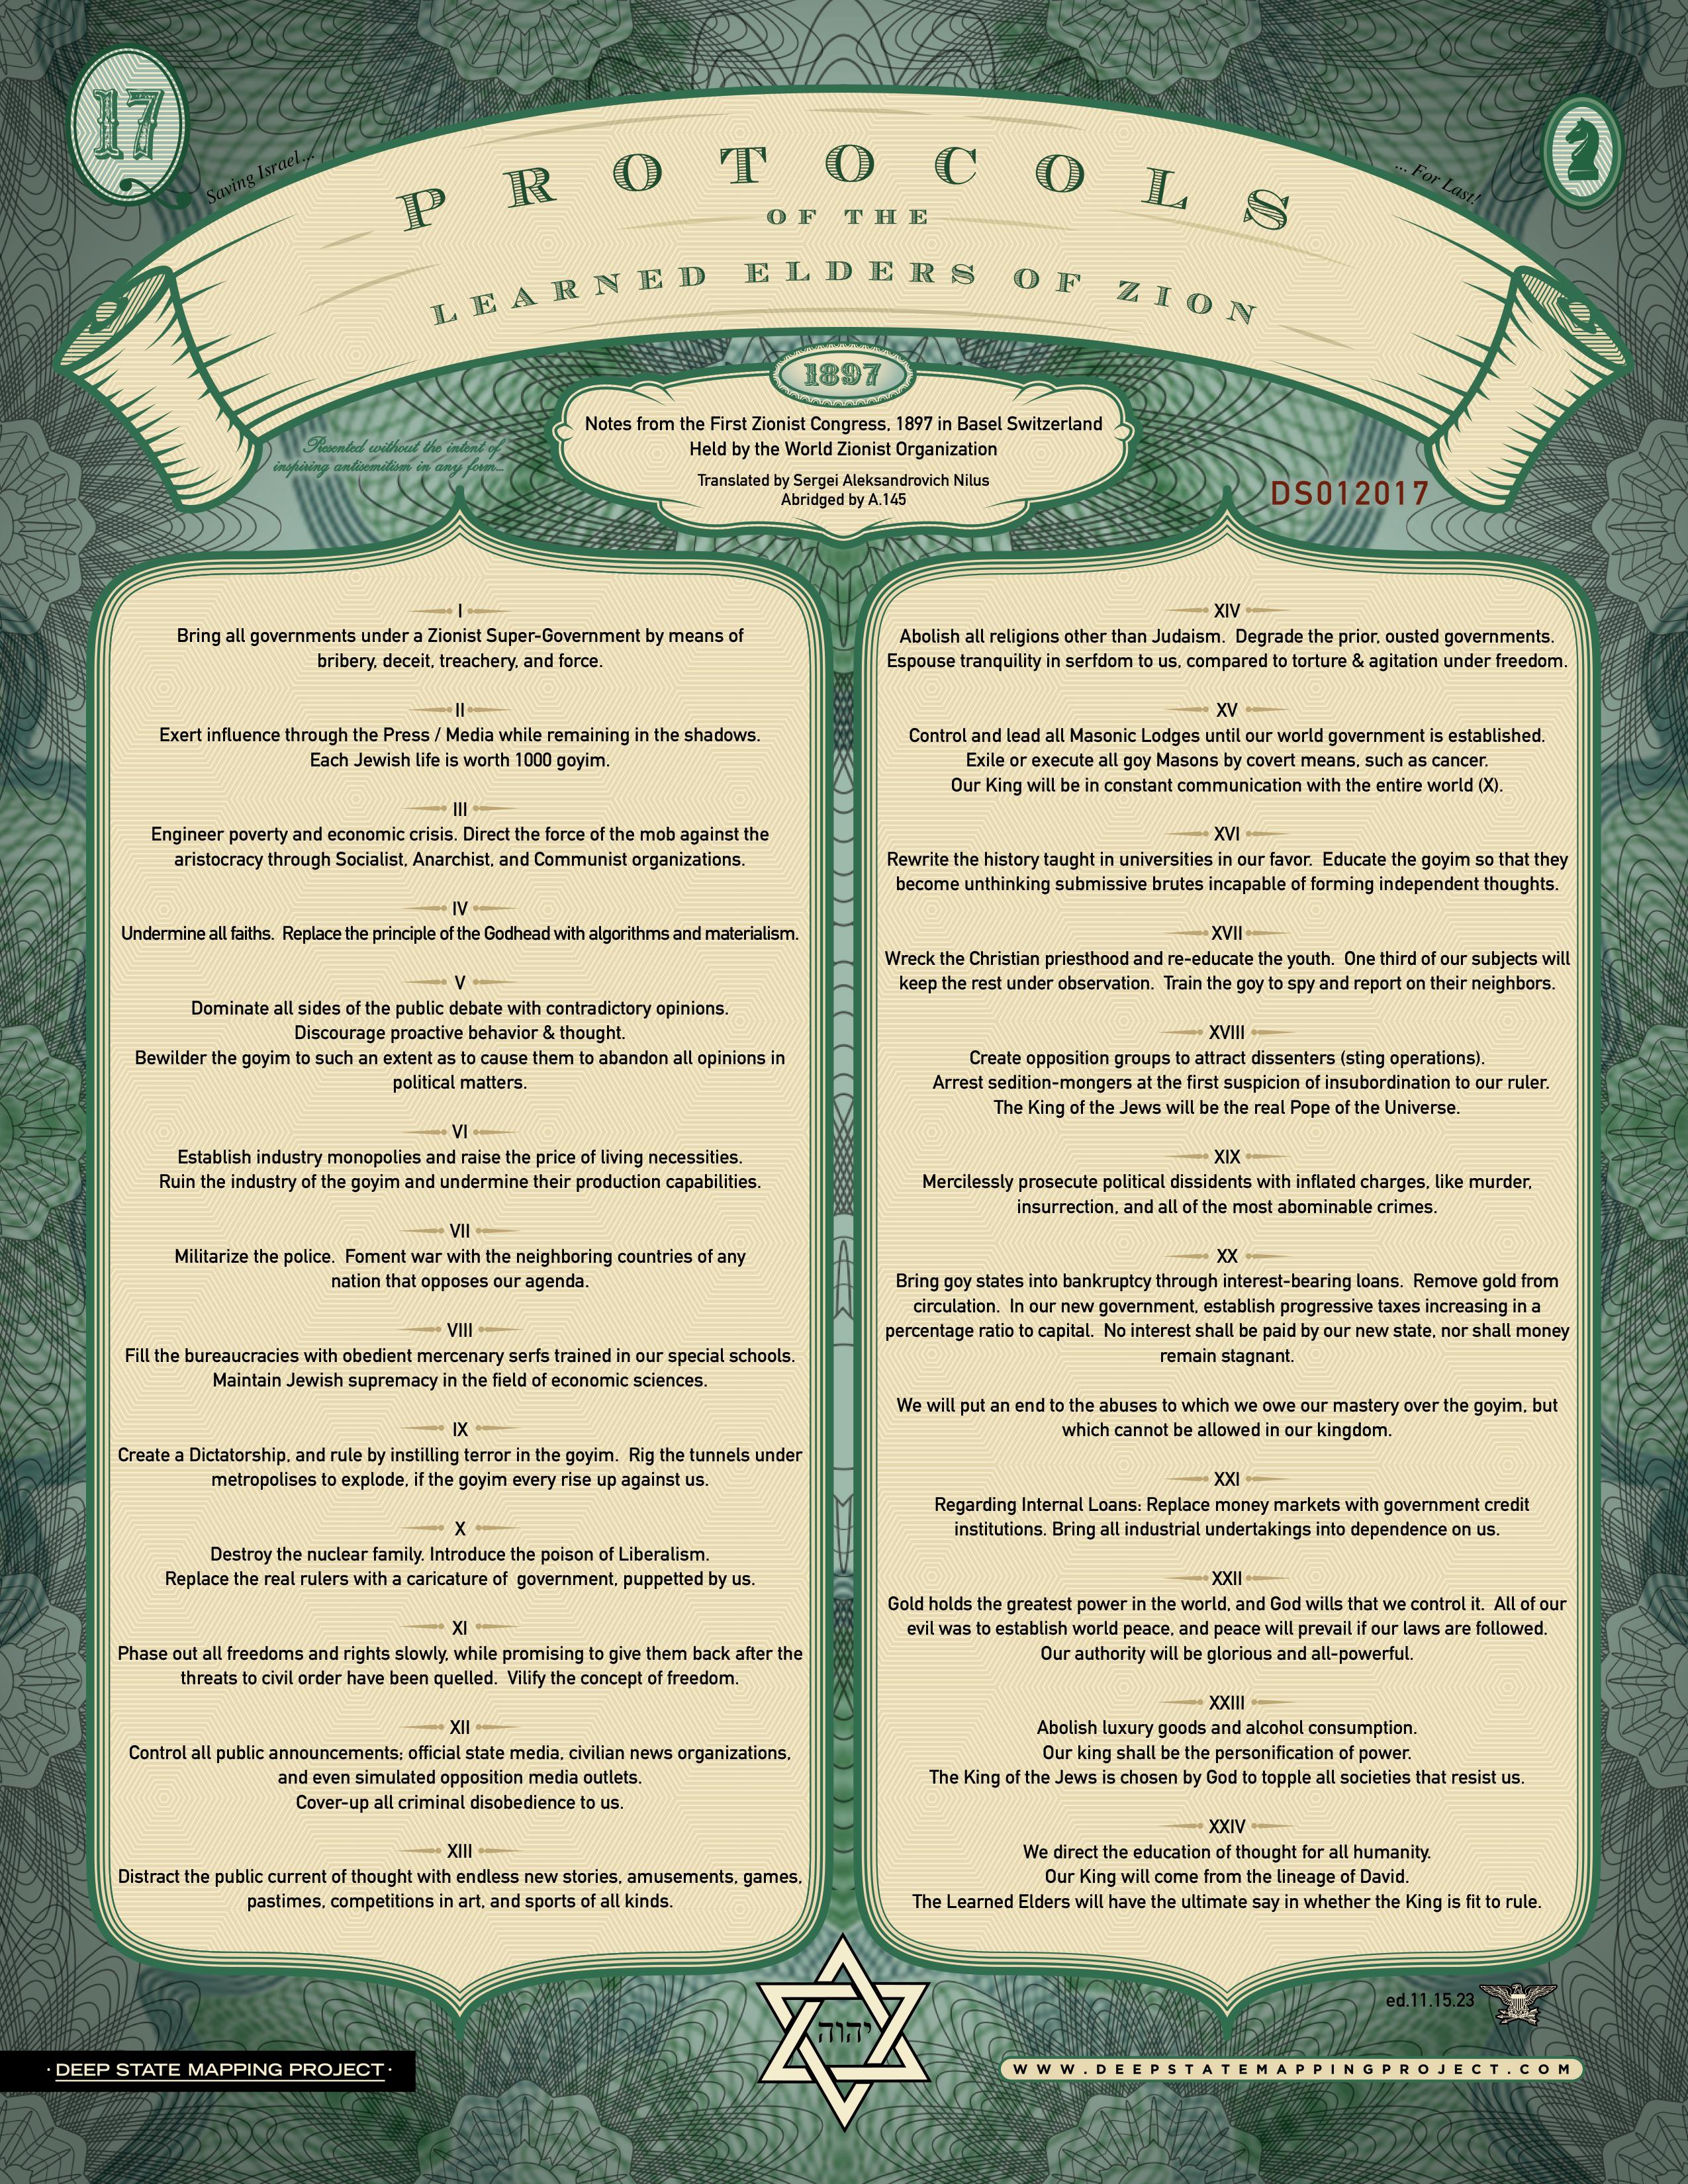 17
Saving Israel...
... For Last!
PROTOCOLS
OF THE
LEARNED ELDERS OF ZION
1897
Notes from the First Zionist Congress, 1897 in Basel Switzerland
Held by the World Zionist Organization
Translated by Sergei Aleksandrovich Nilus
Abridged by A.145
Presented without the intent of
inspiring antisemitism in any form...
DS012017
I
Bring all governments under a Zionist Super-Government by means of
bribery, deceit, treachery, and force.
II
Exert influence through the Press / Media while remaining in the shadows.
Each Jewish life is worth 1000 goyim.
III
Engineer poverty and economic crisis. Direct the force of the mob against the
aristocracy through Socialist, Anarchist, and Communist organizations.
IV
Undermine all faiths. Replace the principle of the Godhead with algorithms and materialism.
V
Dominate all sides of the public debate with contradictory opinions.
Discourage proactive behavior & thought.
Bewilder the goyim to such an extent as to cause them to abandon all opinions in
political matters.
VI
Establish industry monopolies and raise the price of living necessities.
Ruin the industry of the goyim and undermine their production capabilities.
VII
Militarize the police. Foment war with the neighboring countries of any
nation that opposes our agenda.
VIII
Fill the bureaucracies with obedient mercenary serfs trained in our special schools.
Maintain Jewish supremacy in the field of economic sciences.
IX
Create a Dictatorship, and rule by instilling terror in the goyim. Rig the tunnels under
metropolises to explode, if the goyim every rise up against us.
X
Destroy the nuclear family. Introduce the poison of Liberalism.
Replace the real rulers with a caricature of government, puppetted by us.
XI
Phase out all freedoms and rights slowly, while promising to give them back after the
threats to civil order have been quelled. Vilify the concept of freedom.
XII
Control all public announcements; official state media, civilian news organizations,
and even simulated opposition media outlets.
Cover-up all criminal disobedience to us.
XIII
Distract the public current of thought with endless new stories, amusements, games,
pastimes, competitions in art, and sports of all kinds.
XIV
Abolish all religions other than Judaism. Degrade the prior, ousted governments.
Espouse tranquility in serfdom to us, compared to torture & agitation under freedom.
XV
Control and lead all Masonic Lodges until our world government is established.
Exile or execute all goy Masons by covert means, such as cancer.
Our King will be in constant communication with the entire world (X).
XVI
Rewrite the history taught in universities in our favor. Educate the goyim so that they
become unthinking submissive brutes incapable of forming independent thoughts.
XVII
Wreck the Christian priesthood and re-educate the youth. One third of our subjects will
keep the rest under observation. Train the goy to spy and report on their neighbors.
XVIII
Create opposition groups to attract dissenters (sting operations).
Arrest sedition-mongers at the first suspicion of insubordination to our ruler.
The King of the Jews will be the real Pope of the Universe.
XIX
Mercilessly prosecute political dissidents with inflated charges, like murder,
insurrection, and all of the most abominable crimes.
XX
Bring goy states into bankruptcy through interest-bearing loans. Remove gold from
circulation. In our new government, establish progressive taxes increasing in a
percentage ratio to capital. No interest shall be paid by our new state, nor shall money
remain stagnant.
We will put an end to the abuses to which we owe our mastery over the goyim, but
which cannot be allowed in our kingdom.
XXI
Regarding Internal Loans: Replace money markets with government credit
institutions. Bring all industrial undertakings into dependence on us.
XXII
Gold holds the greatest power in the world, and God wills that we control it. All of our
evil was to establish world peace, and peace will prevail if our laws are followed.
Our authority will be glorious and all-powerful.
XXIII
Abolish luxury goods and alcohol consumption.
Our king shall be the personification of power.
The King of the Jews is chosen by God to topple all societies that resist us.
XXIV
We direct the education of thought for all humanity.
Our King will come from the lineage of David.
The Learned Elders will have the ultimate say in whether the King is fit to rule.
יהוה
ed.11.15.23
· DEEP STATE MAPPING PROJECT ·
WWW.DEEPSTATEMAPPINGPROJECT.COM